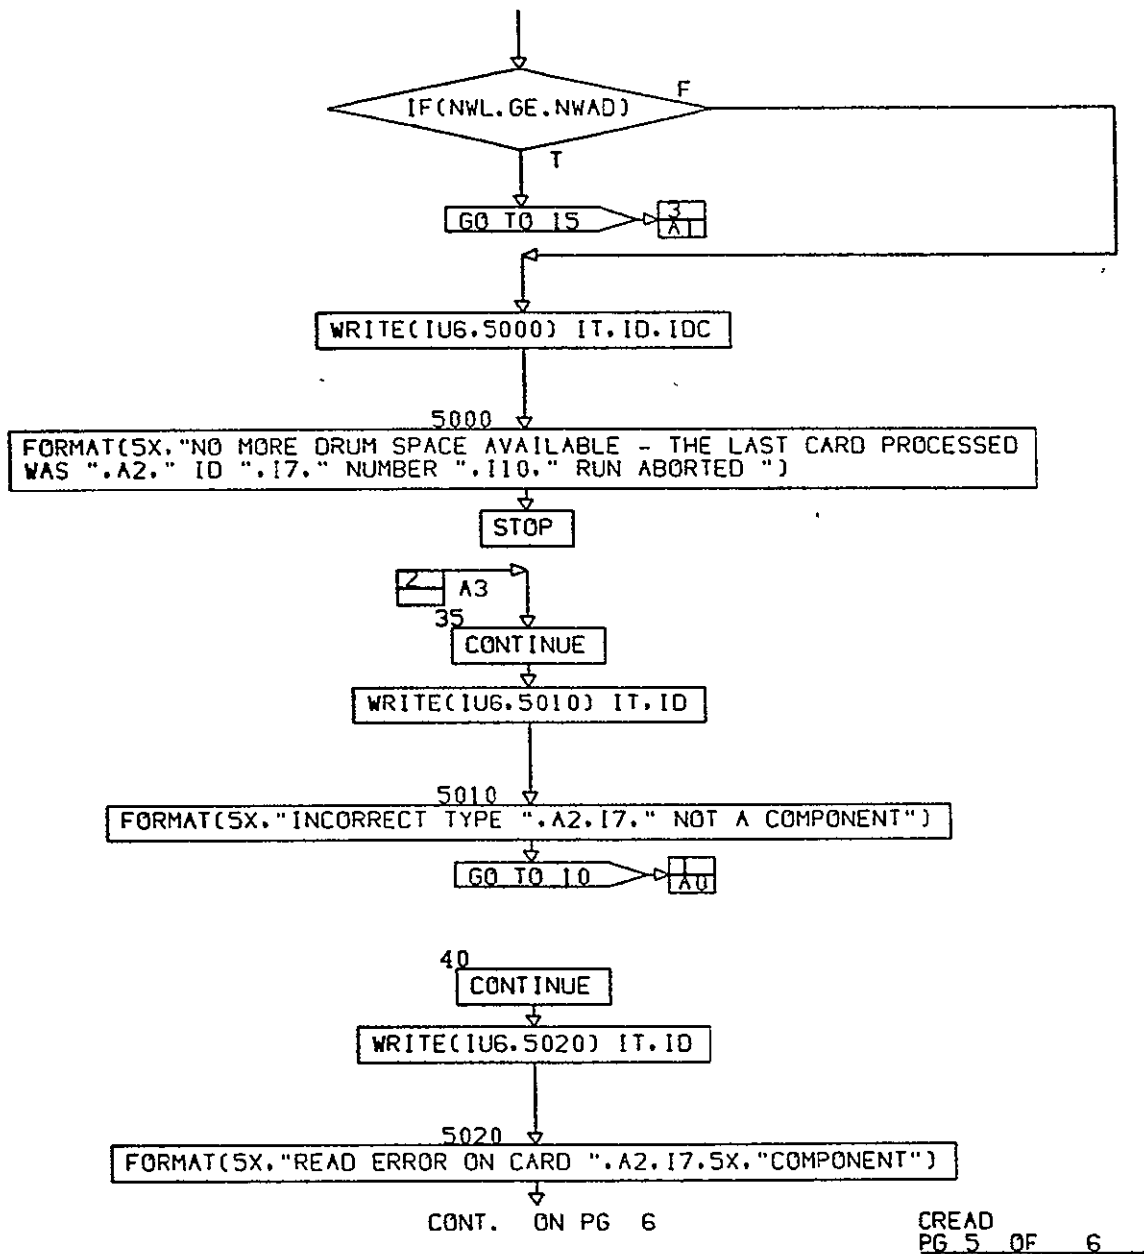 F
IF(NWL.GE.NWAD)
T
GO TO 15
3
A1
WRITE(IU6.5000) IT.ID.IDC
5000
FORMAT(5X."NO MORE DRUM SPACE AVAILABLE - THE LAST CARD PROCESSED
WAS ".A2." ID ".I7." NUMBER ".I10." RUN ABORTED ")
STOP
2
A3
35
CONTINUE
WRITE(IU6.5010) IT.ID
5010
FORMAT(5X."INCORRECT TYPE ".A2.I7." NOT A COMPONENT")
GO TO 10
1
A0
40
CONTINUE
WRITE(IU6.5020) IT.ID
5020
FORMAT(5X."READ ERROR ON CARD ".A2.I7.5X."COMPONENT")
CONT. ON PG 6
CREAD
PG 5 OF 6